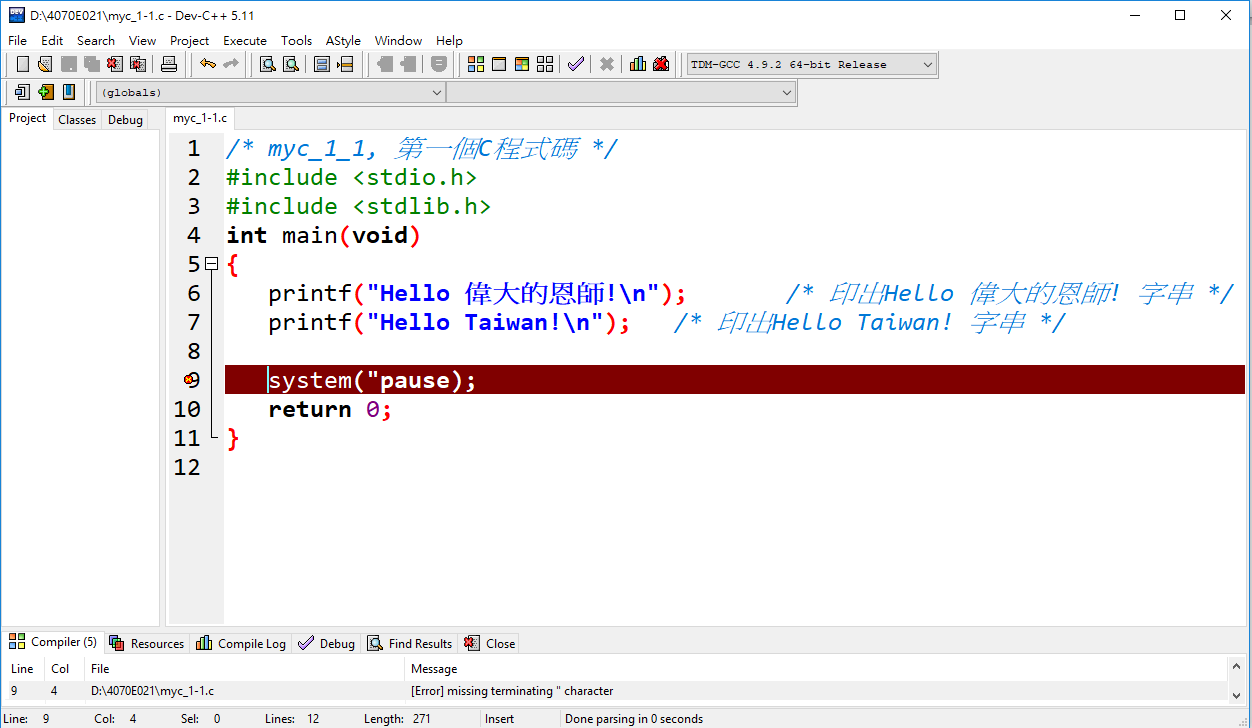 D:\4070E021\myc_1-1.c - Dev-C++ 5.11
File Edit Search View Project Execute Tools AStyle Window Help
TDM-GCC 4.9.2 64-bit Release
(globals)
Project Classes Debug myc_1-1.c
1 /* myc_1_1, 第一個C程式碼 */
2 #include <stdio.h>
3 #include <stdlib.h>
4 int main(void)
5 {
6 printf("Hello 偉大的恩師!\n"); /* 印出Hello 偉大的恩師! 字串 */
7 printf("Hello Taiwan!\n"); /* 印出Hello Taiwan! 字串 */
8
9 system("pause);
10 return 0;
11 }
12
Compiler (5) Resources Compile Log Debug Find Results Close
Line Col File Message
9 4 D:\4070E021\myc_1-1.c [Error] missing terminating " character
Line: 9 Col: 4 Sel: 0 Lines: 12 Length: 271 Insert Done parsing in 0 seconds